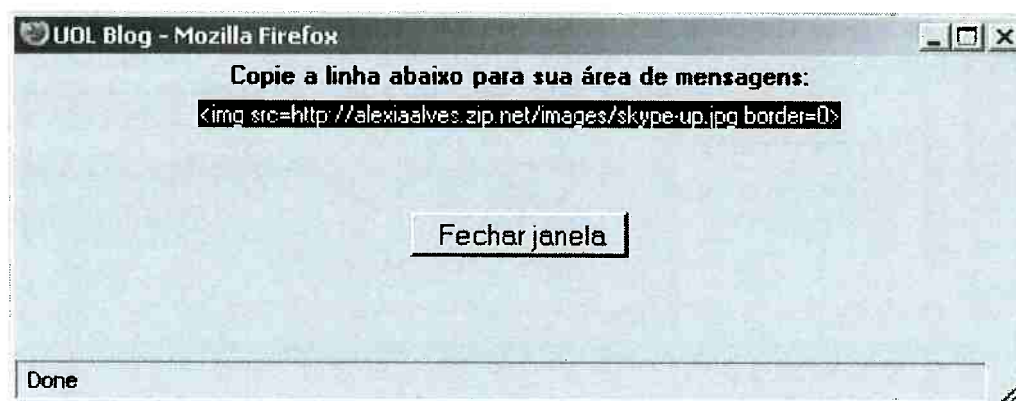 UOL Blog - Mozilla Firefox
Copie a linha abaixo para sua área de mensagens:
<img src=http://alexiaalves.zip.net/images/skype-up.jpg border=0>
Fechar janela
Done